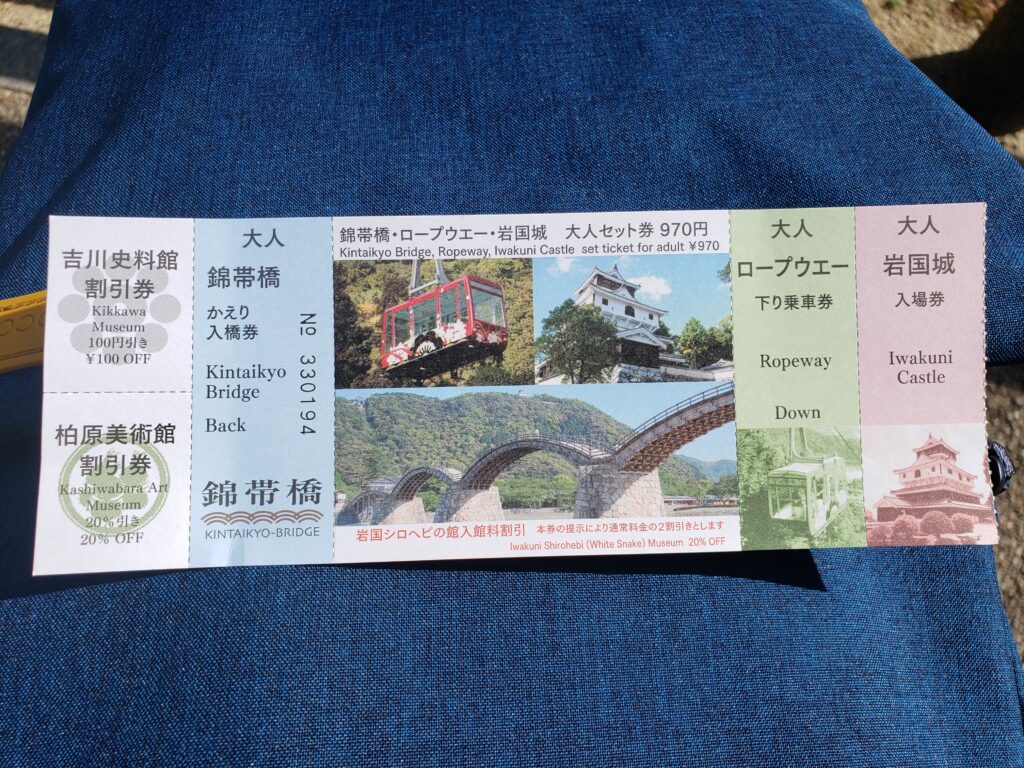 吉川史料館
割引券
Kikkawa
Museum
100円引き
¥100 OFF
柏原美術館
割引券
Kashiwabara Art
Museum
20%引き
20% OFF
大人
錦帯橋
かえり
入橋券
Kintaikyo
Bridge
Back
No 330194
錦帯橋
KINTAIKYO-BRIDGE
錦帯橋・ロープウエー・岩国城 大人セット券 970円
Kintaikyo Bridge, Ropeway, Iwakuni Castle set ticket for adult ¥970
岩国シロヘビの館入館料割引 本券の提示により通常料金の2割引きとします
Iwakuni Shirohebi (White Snake) Museum 20% OFF
大人
ロープウエー
下り乗車券
Ropeway
Down
大人
岩国城
入場券
Iwakuni
Castle